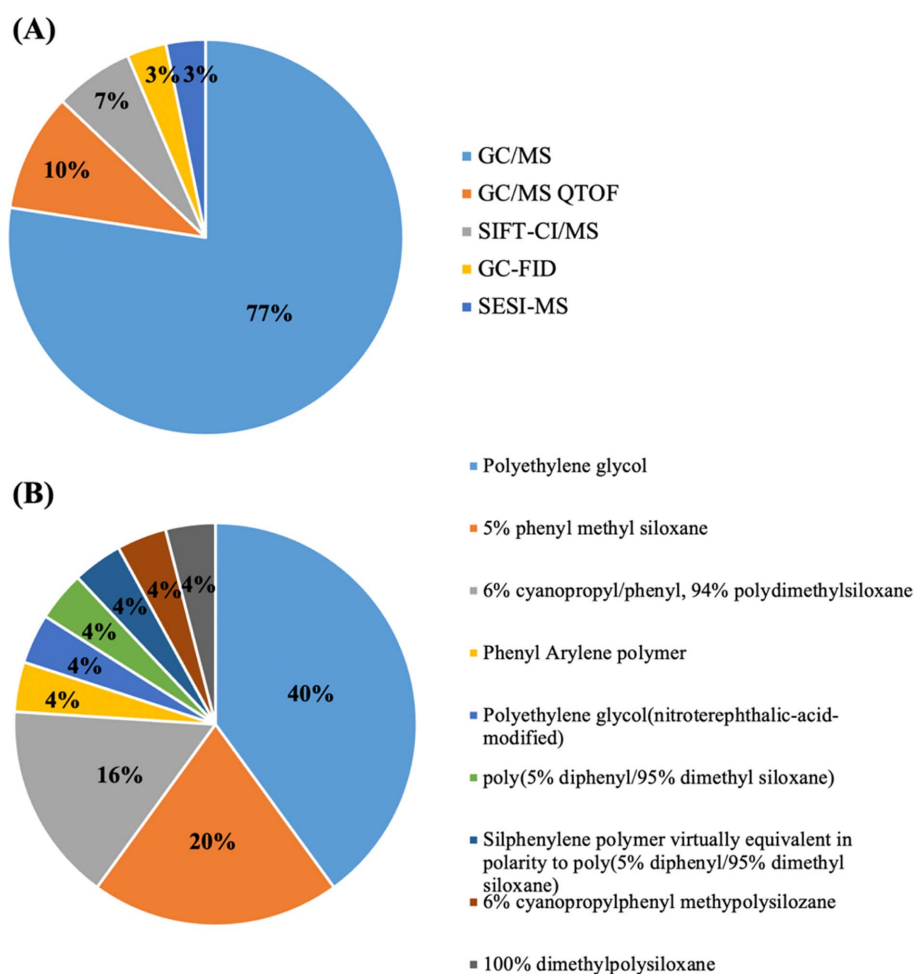 (A)
3%
3%
7%
10%
77%
GC/MS
GC/MS QTOF
SIFT-CI/MS
GC-FID
SESI-MS
(B)
4%
4%
4%
4%
4%
4%
40%
16%
20%
Polyethylene glycol
5% phenyl methyl siloxane
6% cyanopropyl/phenyl, 94% polydimethylsiloxane
Phenyl Arylene polymer
Polyethylene glycol(nitroterephthalic-acid-
modified)
poly(5% diphenyl/95% dimethyl siloxane)
Silphenylene polymer virtually equivalent in
polarity to poly(5% diphenyl/95% dimethyl
siloxane)
6% cyanopropylphenyl methypolysilozane
100% dimethylpolysiloxane